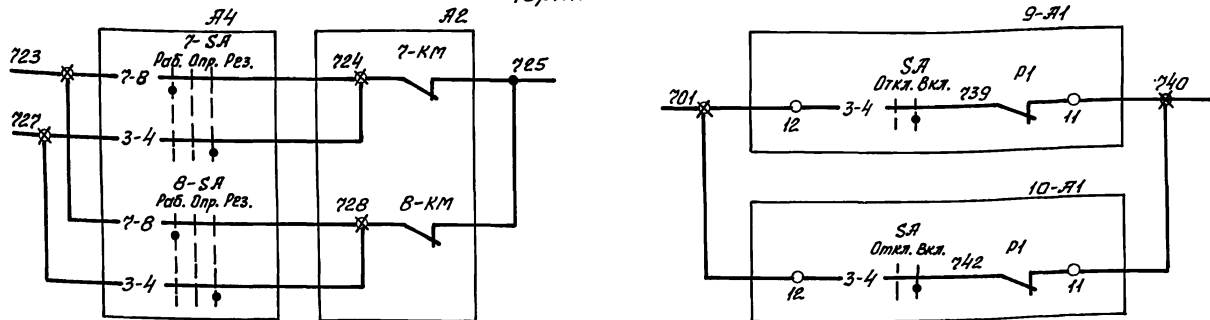 А4
А2
9-А1
7-SA
Раб. Опр. Рез.
723
7-8
724
7-КМ
725
727
3-4
8-SA
Раб. Опр. Рез.
7-8
728
8-КМ
3-4
SA
Откл. Вкл.
P1
701
12
3-4
739
11
740
10-А1
SA
Откл. Вкл.
P1
12
3-4
742
11